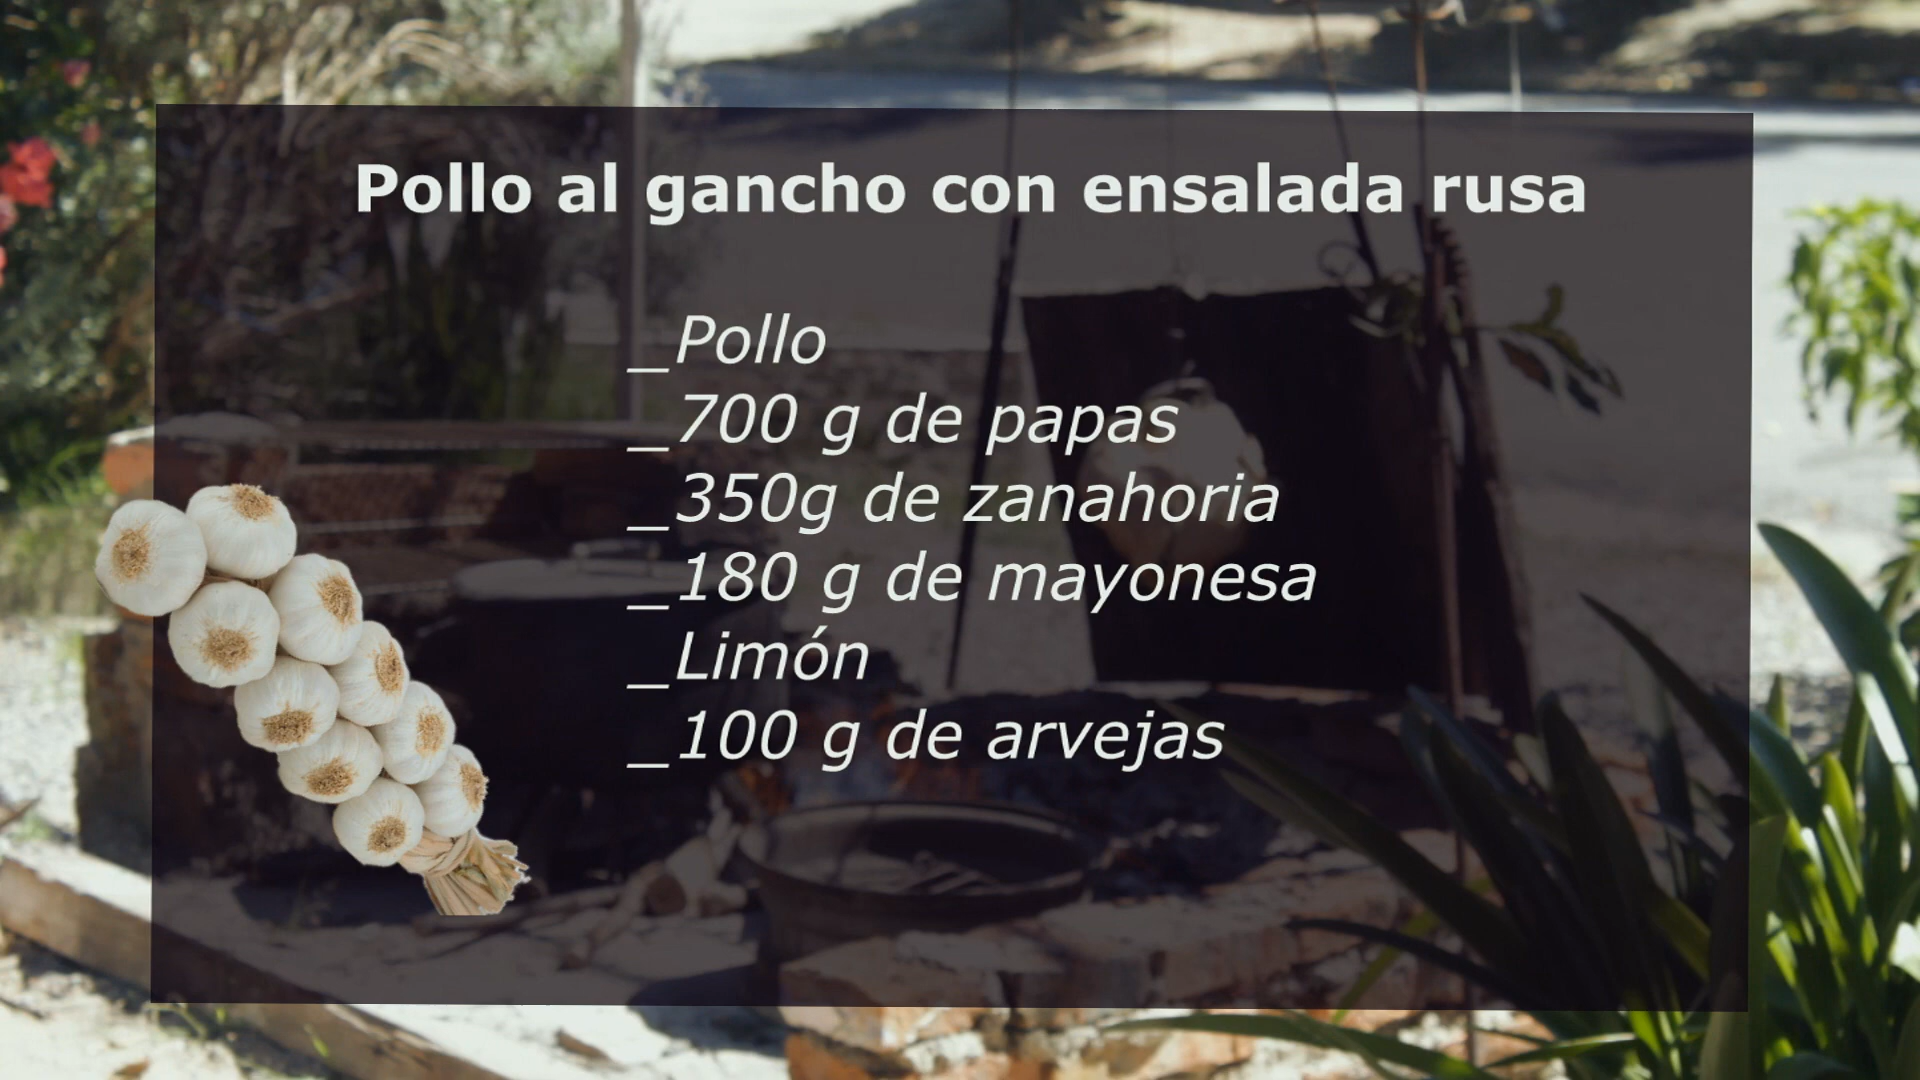 Pollo al gancho con ensalada rusa
_Pollo
_700 g de papas
_350g de zanahoria
_180 g de mayonesa
_Limón
_100 g de arvejas